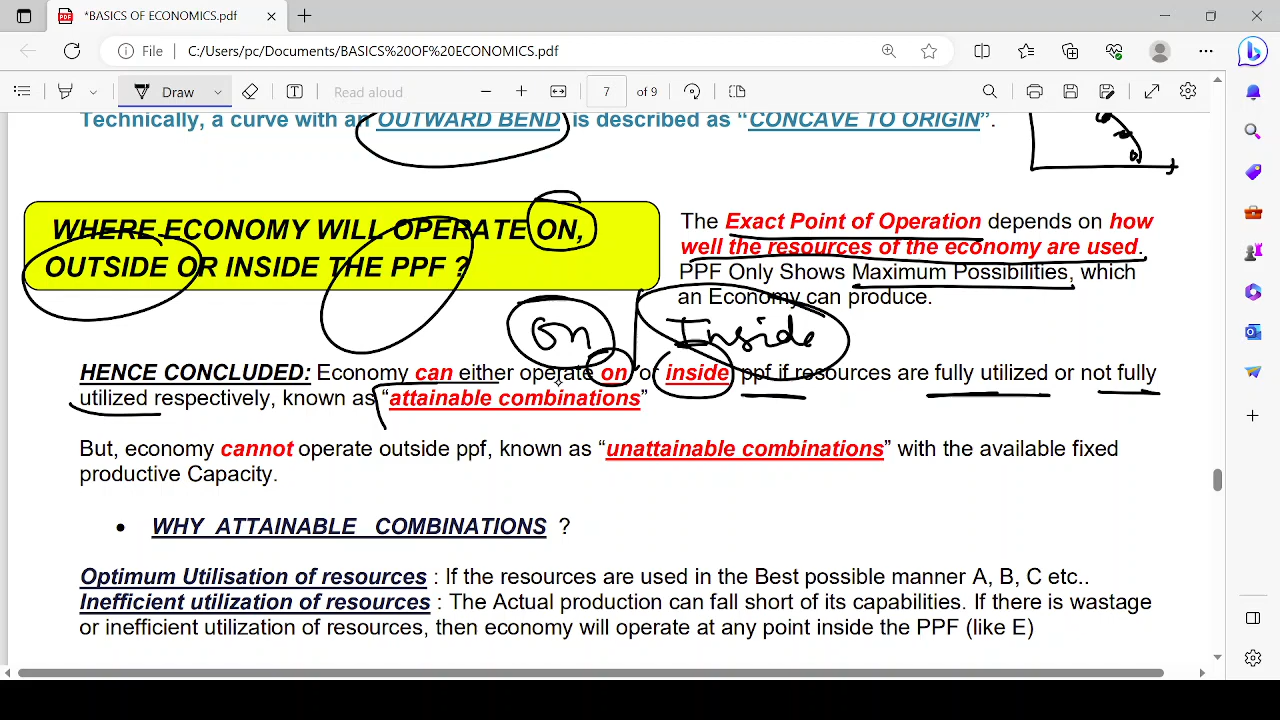 *BASICS OF ECONOMICS.pdf
File
C:/Users/pc/Documents/BASICS%20OF%20ECONOMICS.pdf
Draw
Read aloud
7 of 9
Technically, a curve with an OUTWARD BEND is described as “CONCAVE TO ORIGIN”.
WHERE ECONOMY WILL OPERATE ON,
OUTSIDE OR INSIDE THE PPF ?
The Exact Point of Operation depends on how
well the resources of the economy are used.
PPF Only Shows Maximum Possibilities, which
an Economy can produce.
On Inside
HENCE CONCLUDED: Economy can either operate on or inside ppf if resources are fully utilized or not fully
utilized respectively, known as “attainable combinations”
But, economy cannot operate outside ppf, known as “unattainable combinations” with the available fixed
productive Capacity.
• WHY ATTAINABLE COMBINATIONS ?
Optimum Utilisation of resources : If the resources are used in the Best possible manner A, B, C etc..
Inefficient utilization of resources : The Actual production can fall short of its capabilities. If there is wastage
or inefficient utilization of resources, then economy will operate at any point inside the PPF (like E)